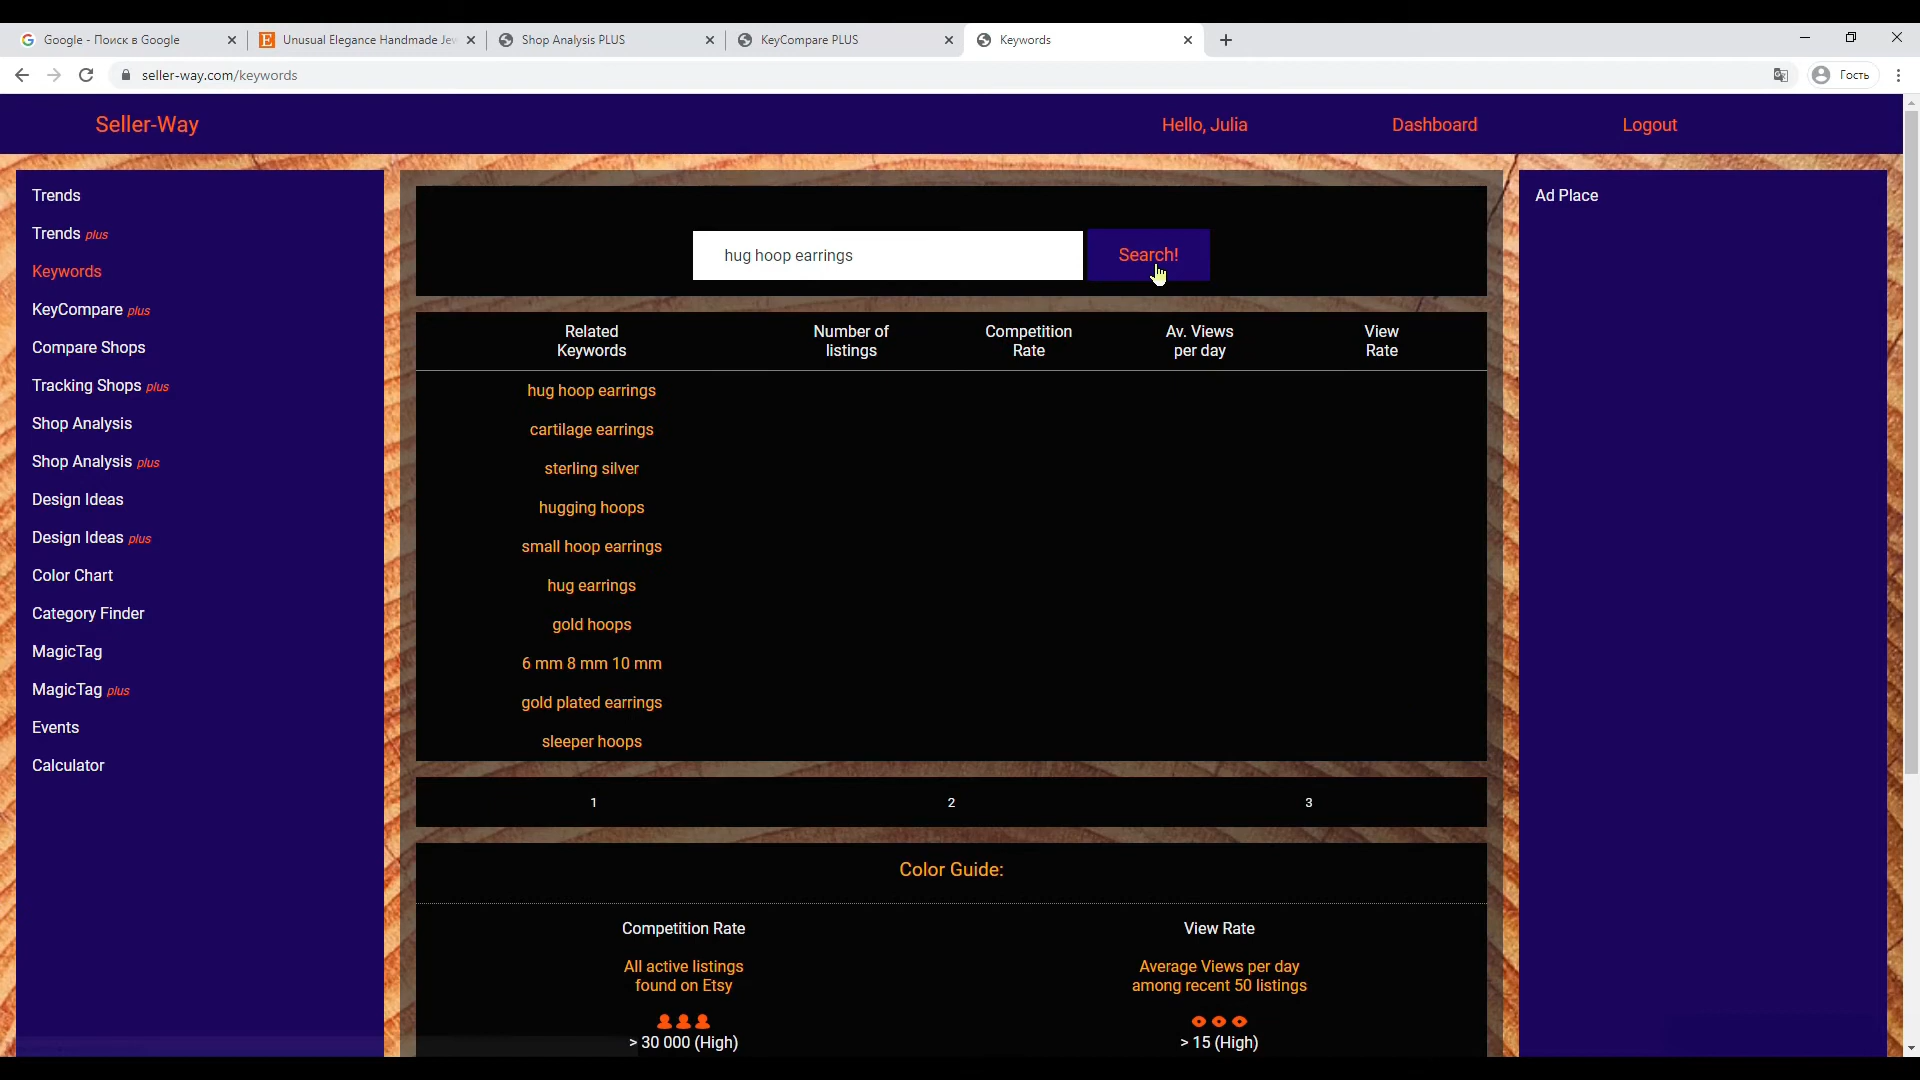 Google - Поиск в Google
Unusual Elegance Handmade Jew
Shop Analysis PLUS
KeyCompare PLUS
Keywords
seller-way.com/keywords
Гость
Seller-Way
Hello, Julia
Dashboard
Logout
Trends
Trends plus
Keywords
KeyCompare plus
Compare Shops
Tracking Shops plus
Shop Analysis
Shop Analysis plus
Design Ideas
Design Ideas plus
Color Chart
Category Finder
MagicTag
MagicTag plus
Events
Calculator
hug hoop earrings
Search!
Related
Keywords
Number of
listings
Competition
Rate
Av. Views
per day
View
Rate
hug hoop earrings
cartilage earrings
sterling silver
hugging hoops
small hoop earrings
hug earrings
gold hoops
6 mm 8 mm 10 mm
gold plated earrings
sleeper hoops
1
2
3
Color Guide:
Competition Rate
All active listings
found on Etsy
> 30 000 (High)
View Rate
Average Views per day
among recent 50 listings
> 15 (High)
Ad Place